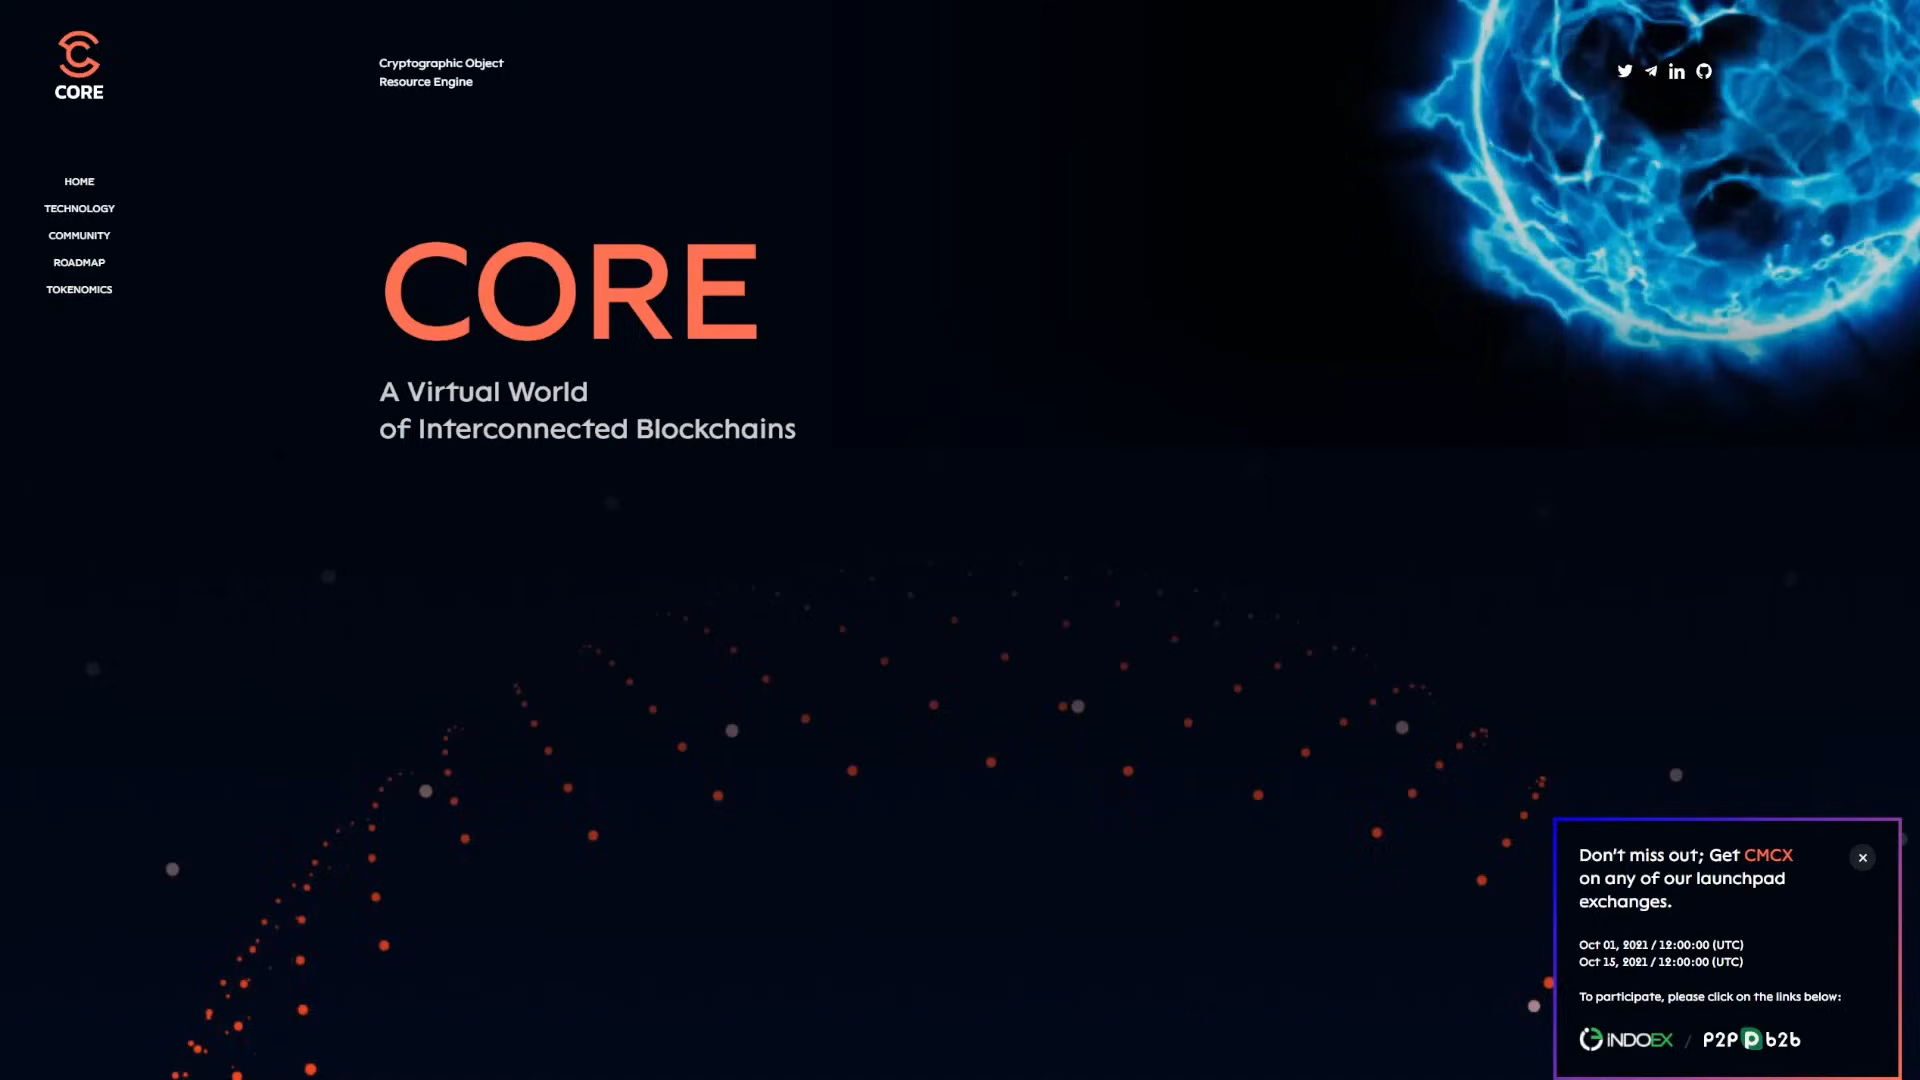 CORE
Cryptographic Object
Resource Engine
HOME
TECHNOLOGY
COMMUNITY
ROADMAP
TOKENOMICS
CORE
A Virtual World
of Interconnected Blockchains
Don't miss out; Get CMCX
on any of our launchpad
exchanges.
Oct 01, 2021 / 12:00:00 (UTC)
Oct 15, 2021 / 12:00:00 (UTC)
To participate, please click on the links below:
INDOEX / P2P b2b